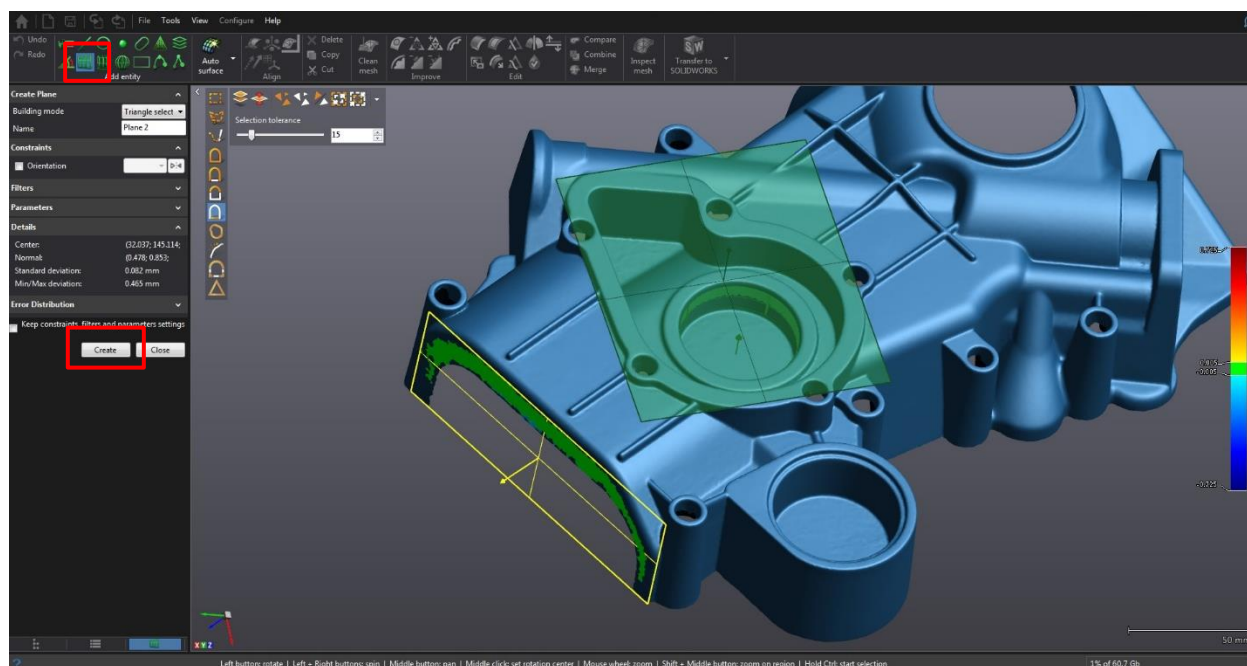 File Tools View Configure Help
Undo
Redo
Add entity
Auto surface
Align
Delete
Copy
Cut
Clean mesh
Improve
Edit
Compare
Combine
Merge
Inspect mesh
Transfer to SOLIDWORKS
Create Plane
Building mode Triangle select
Name Plane 2
Constraints
Orientation
Filters
Parameters
Details
Center: (32.037; 145.114;
Normal: (0.478; 0.853;
Standard deviation: 0.082 mm
Min/Max deviation: 0.465 mm
Error Distribution
Keep constraints, filters and parameters settings
Create Close
Selection tolerance
15
X Y Z
50 mm
Left button: rotate | Left + Right buttons: spin | Middle button: pan | Middle click: set rotation center | Mouse wheel: zoom | Shift + Middle button: zoom on region | Hold Ctrl: start selection
1% of 60.7 Gb